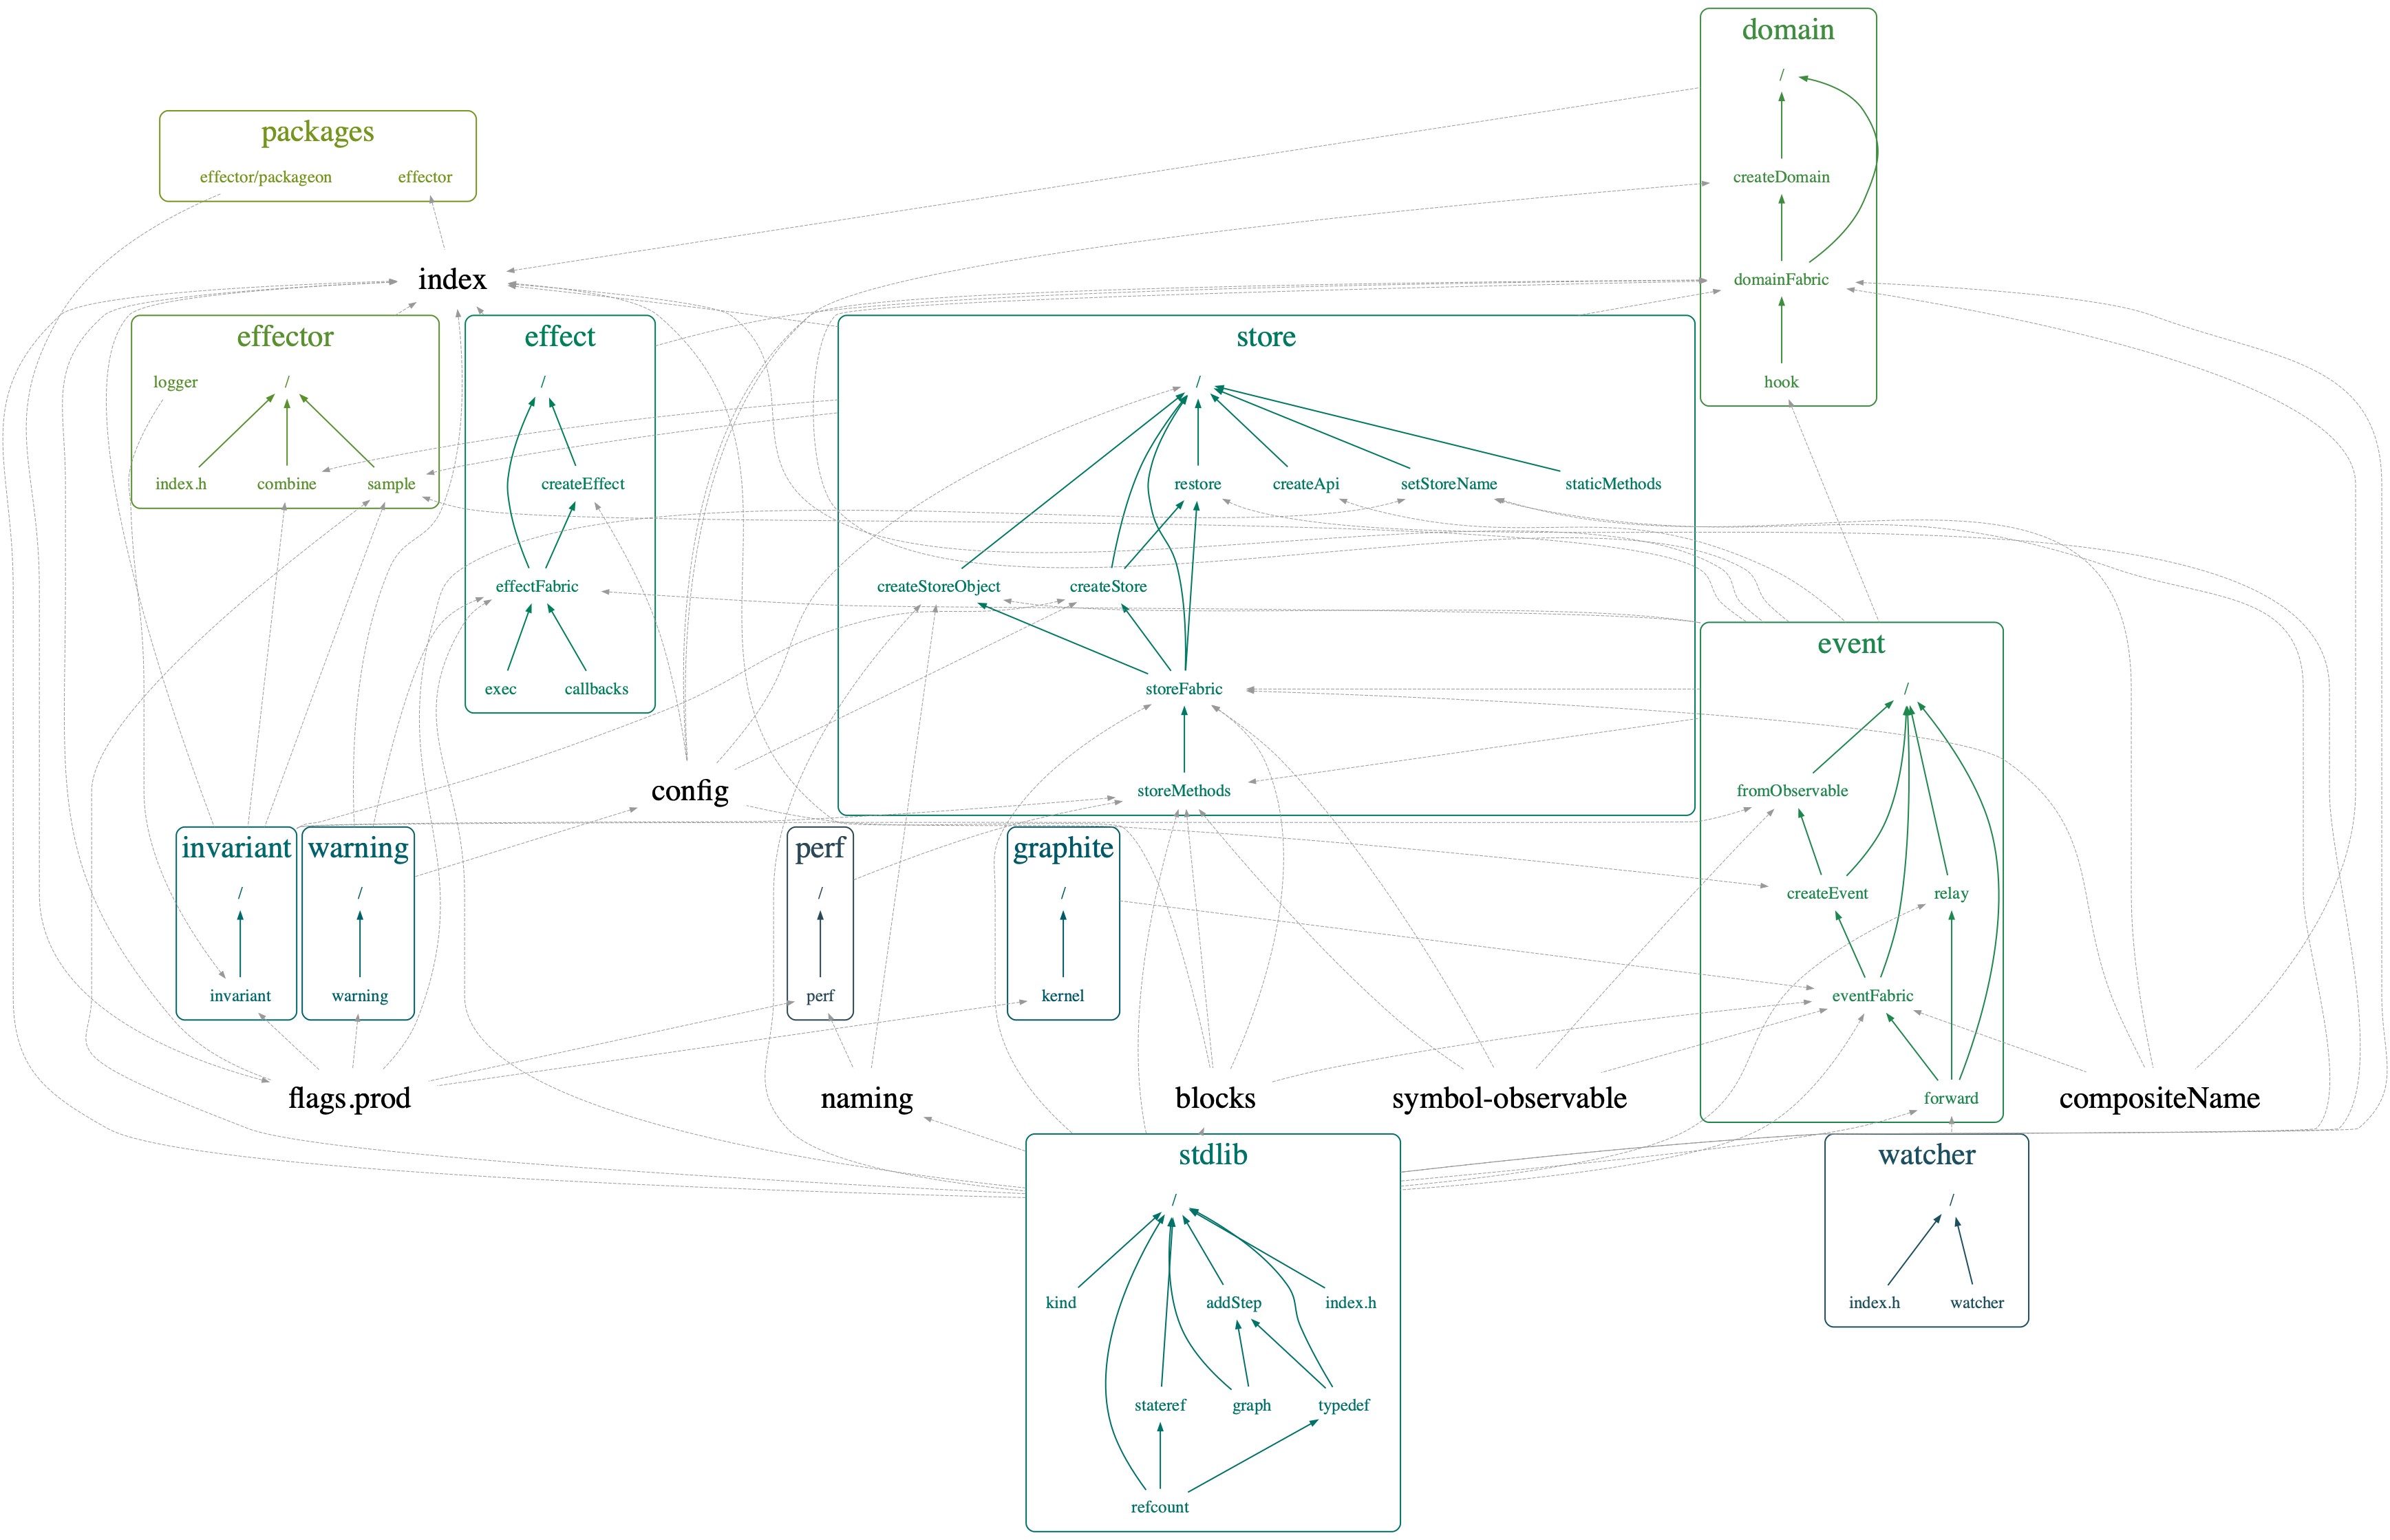 domain
/
createDomain
domainFabric
hook
packages
effector/packageon
effector
index
effector
logger
/
index.h
combine
sample
effect
/
createEffect
effectFabric
exec
callbacks
store
/
restore
createApi
setStoreName
staticMethods
createStoreObject
createStore
storeFabric
storeMethods
event
/
fromObservable
createEvent
relay
eventFabric
forward
config
invariant
/
invariant
warning
/
warning
perf
/
perf
graphite
/
kernel
flags.prod
naming
blocks
symbol-observable
compositeName
stdlib
/
kind
addStep
index.h
stateref
graph
typedef
refcount
watcher
/
index.h
watcher